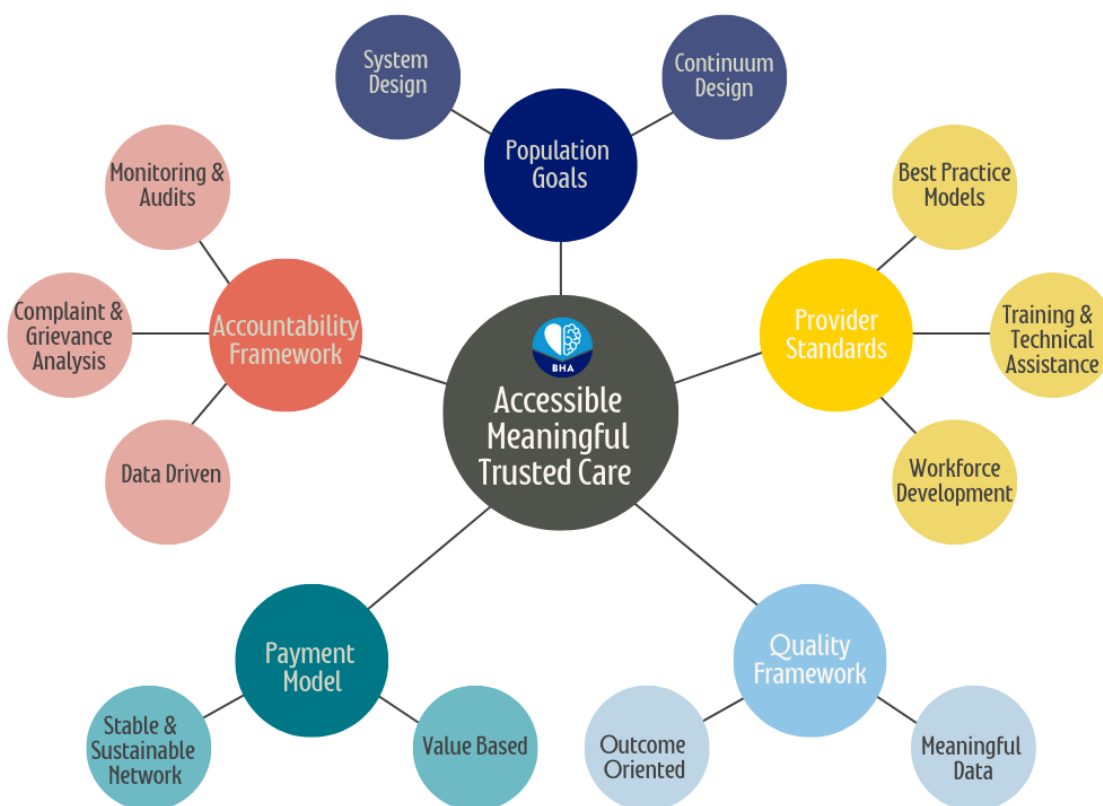 System
Design
Continuum
Design
Population
Goals
Monitoring &
Audits
Best Practice
Models
Complaint &
Grievance
Analysis
Accountability
Framework
Provider
Standards
Training &
Technical
Assistance
BHA
Accessible
Meaningful
Trusted Care
Data Driven
Workforce
Development
Payment
Model
Quality
Framework
Stable &
Sustainable
Network
Value Based
Outcome
Oriented
Meaningful
Data